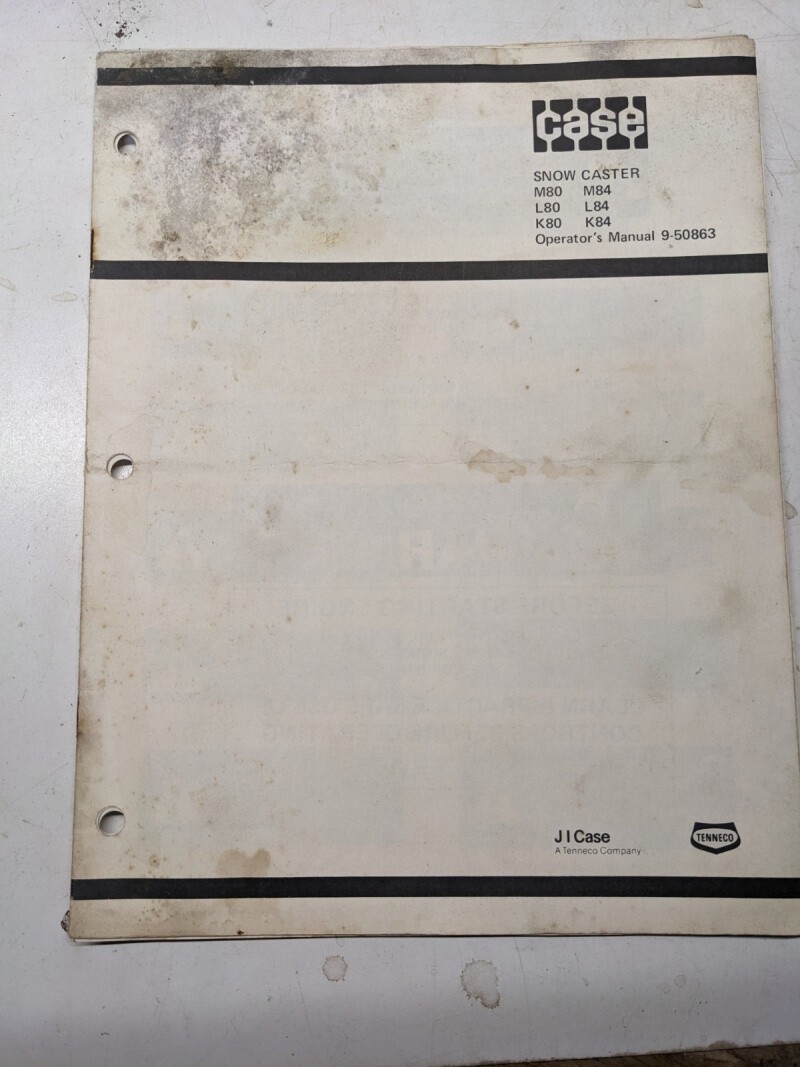 case
SNOW CASTER
M80 M84
L80 L84
K80 K84
Operator's Manual 9-50863
J I Case
A Tenneco Company
TENNECO